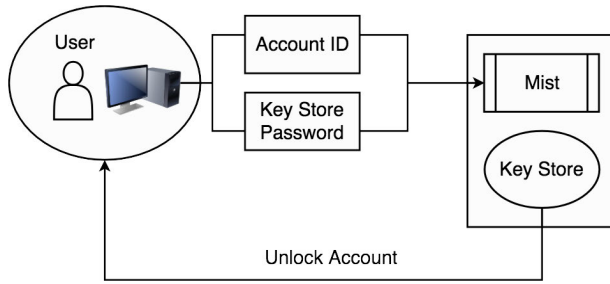 User
Account ID
Key Store
Password
Mist
Key Store
Unlock Account